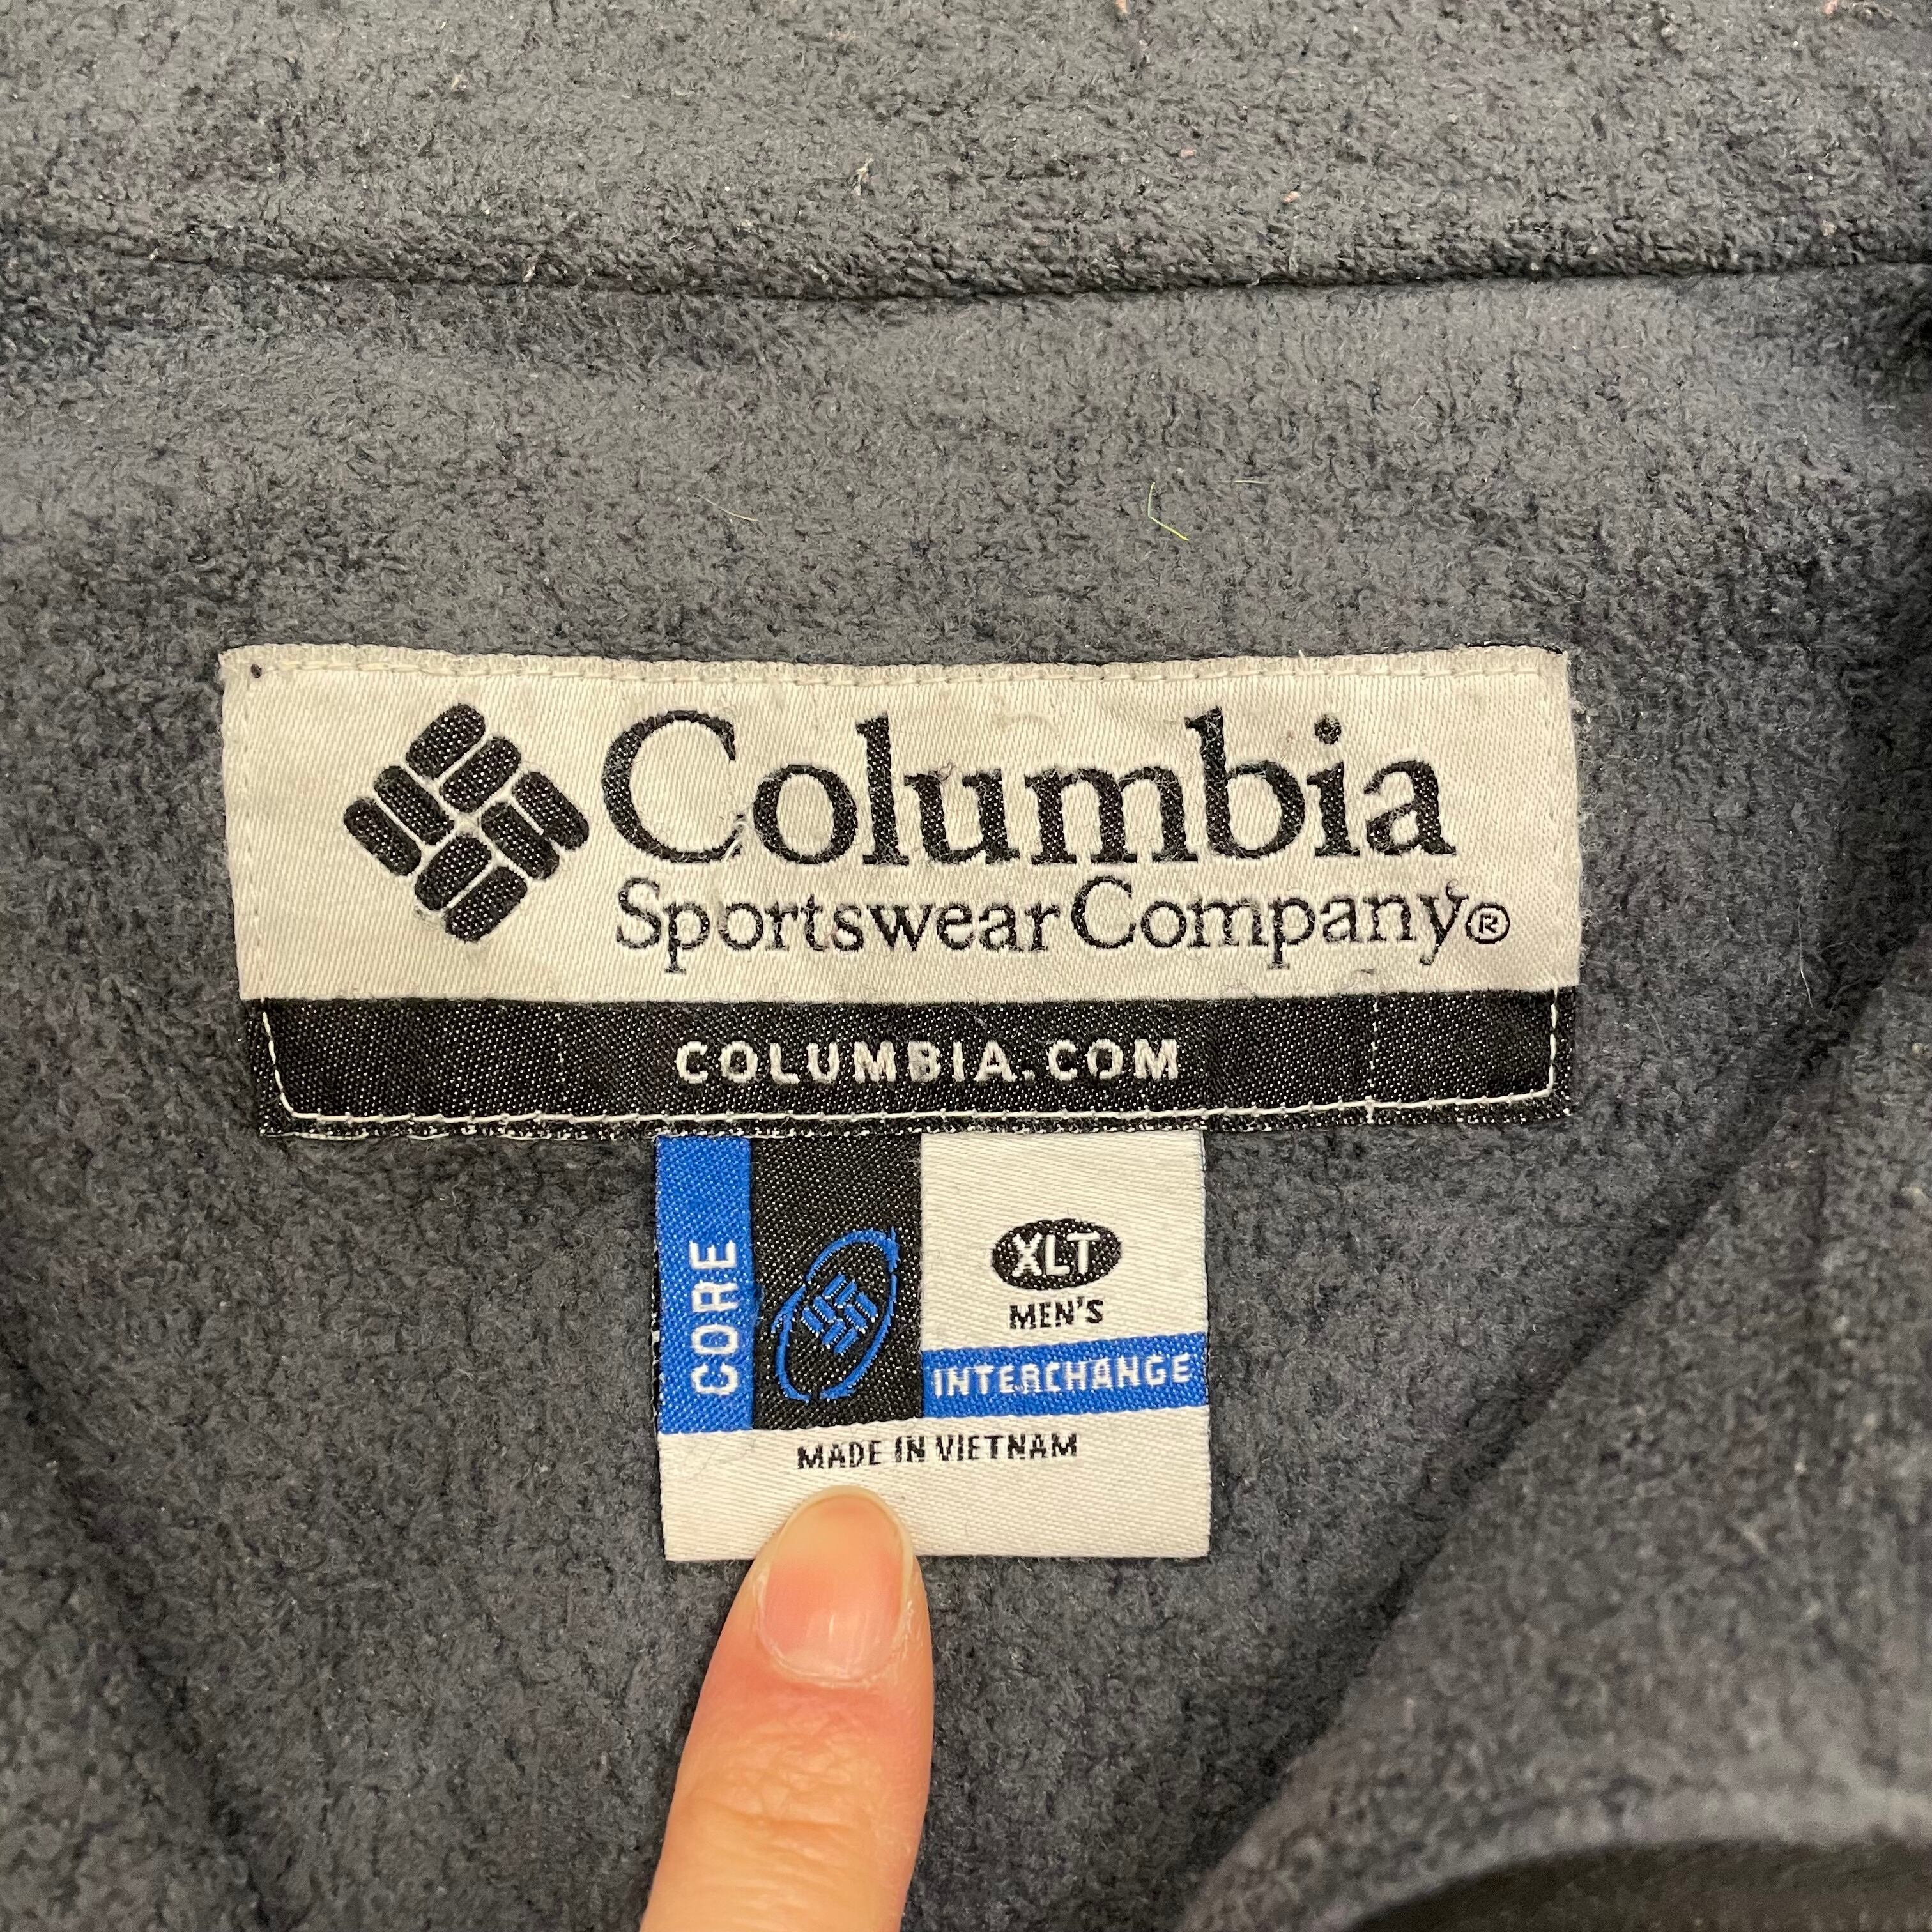 Columbia
Sportswear Company®
COLUMBIA.COM
CORE
XLT
MEN'S
INTERCHANGE
MADE IN VIETNAM